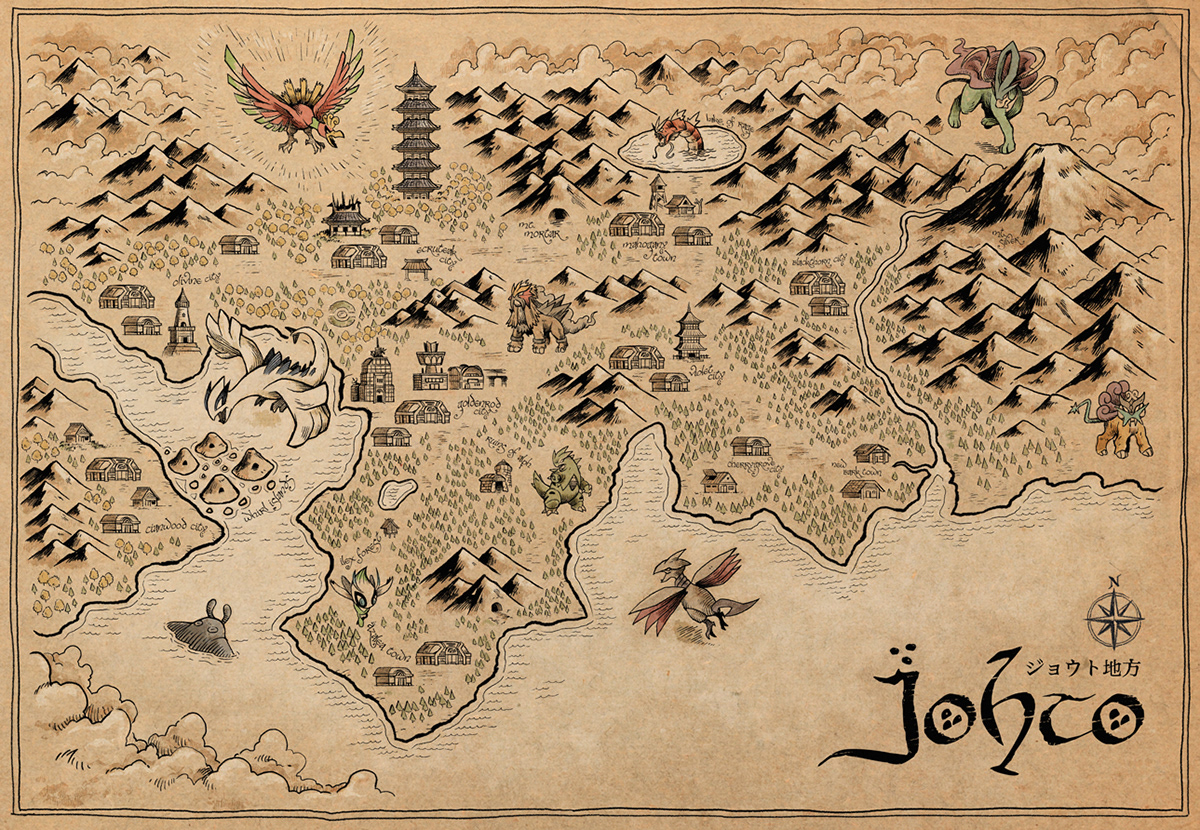 lake of rage
mt.
mortar
mahogany
town
mt.
silver
ecruteak
city
blackthorn city
olivine city
violet
city
goldenrod
city
ruins of alph
cherrygrove
city
new
bark town
whirl islands
cianwood city
ilex forest
azalea town
N
ジョウト地方
johto